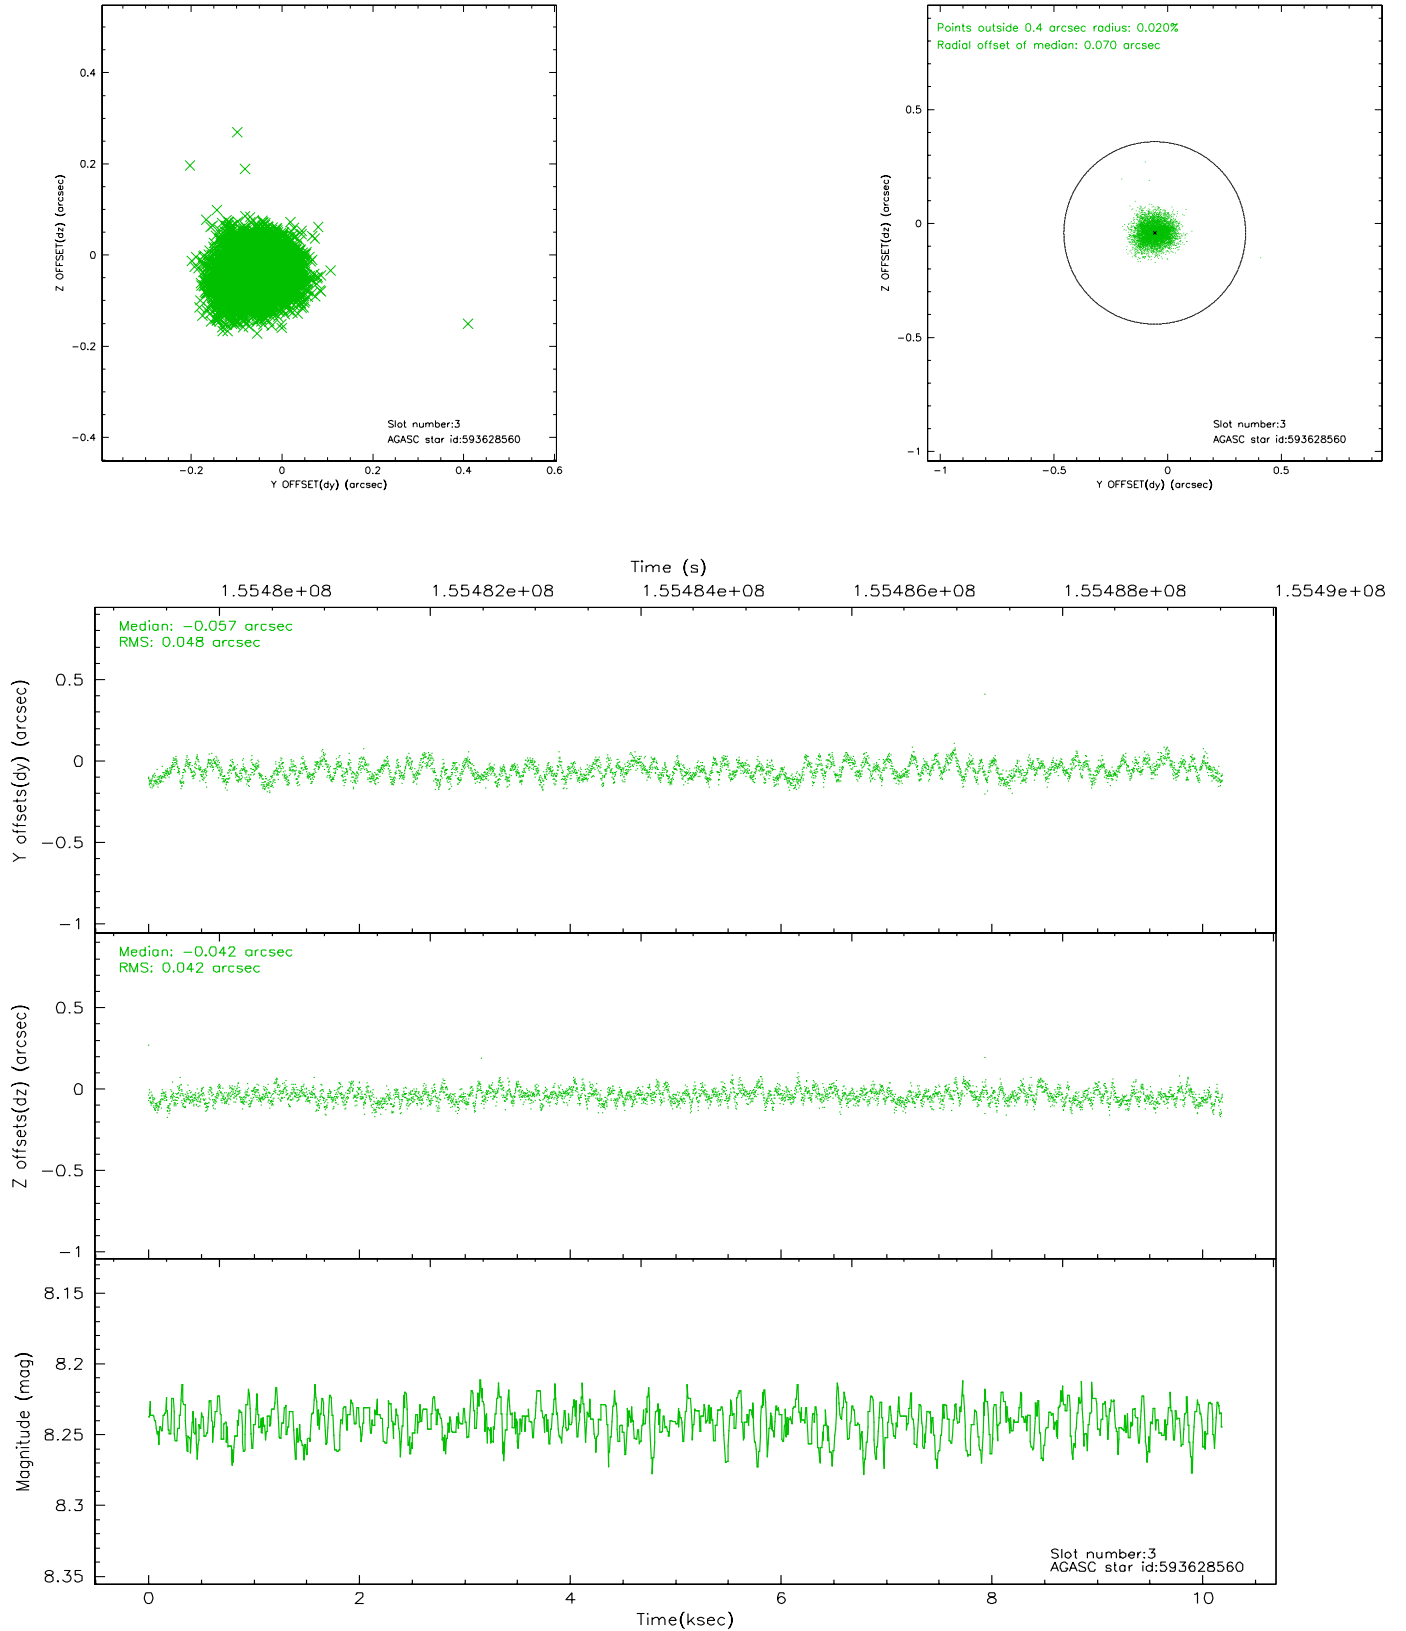 0.4
0.2
0
−0.2
−0.4
Z OFFSET(dz) (arcsec)
Slot number:3
AGASC star id:593628560
−0.2 0 0.2 0.4 0.6
Y OFFSET(dy) (arcsec)
Points outside 0.4 arcsec radius: 0.020%
Radial offset of median: 0.070 arcsec
0.5
0
−0.5
−1
Z OFFSET(dz) (arcsec)
Slot number:3
AGASC star id:593628560
−1 −0.5 0 0.5
Y OFFSET(dy) (arcsec)
Time (s)
1.5548e+08 1.55482e+08 1.55484e+08 1.55486e+08 1.55488e+08 1.5549e+08
Median: −0.057 arcsec
RMS: 0.048 arcsec
0.5
0
−0.5
−1
Y offsets(dy) (arcsec)
Median: −0.042 arcsec
RMS: 0.042 arcsec
0.5
0
−0.5
−1
Z offsets(dz) (arcsec)
8.15
8.2
8.25
8.3
8.35
Magnitude (mag)
Slot number:3
AGASC star id:593628560
0 2 4 6 8 10
Time(ksec)